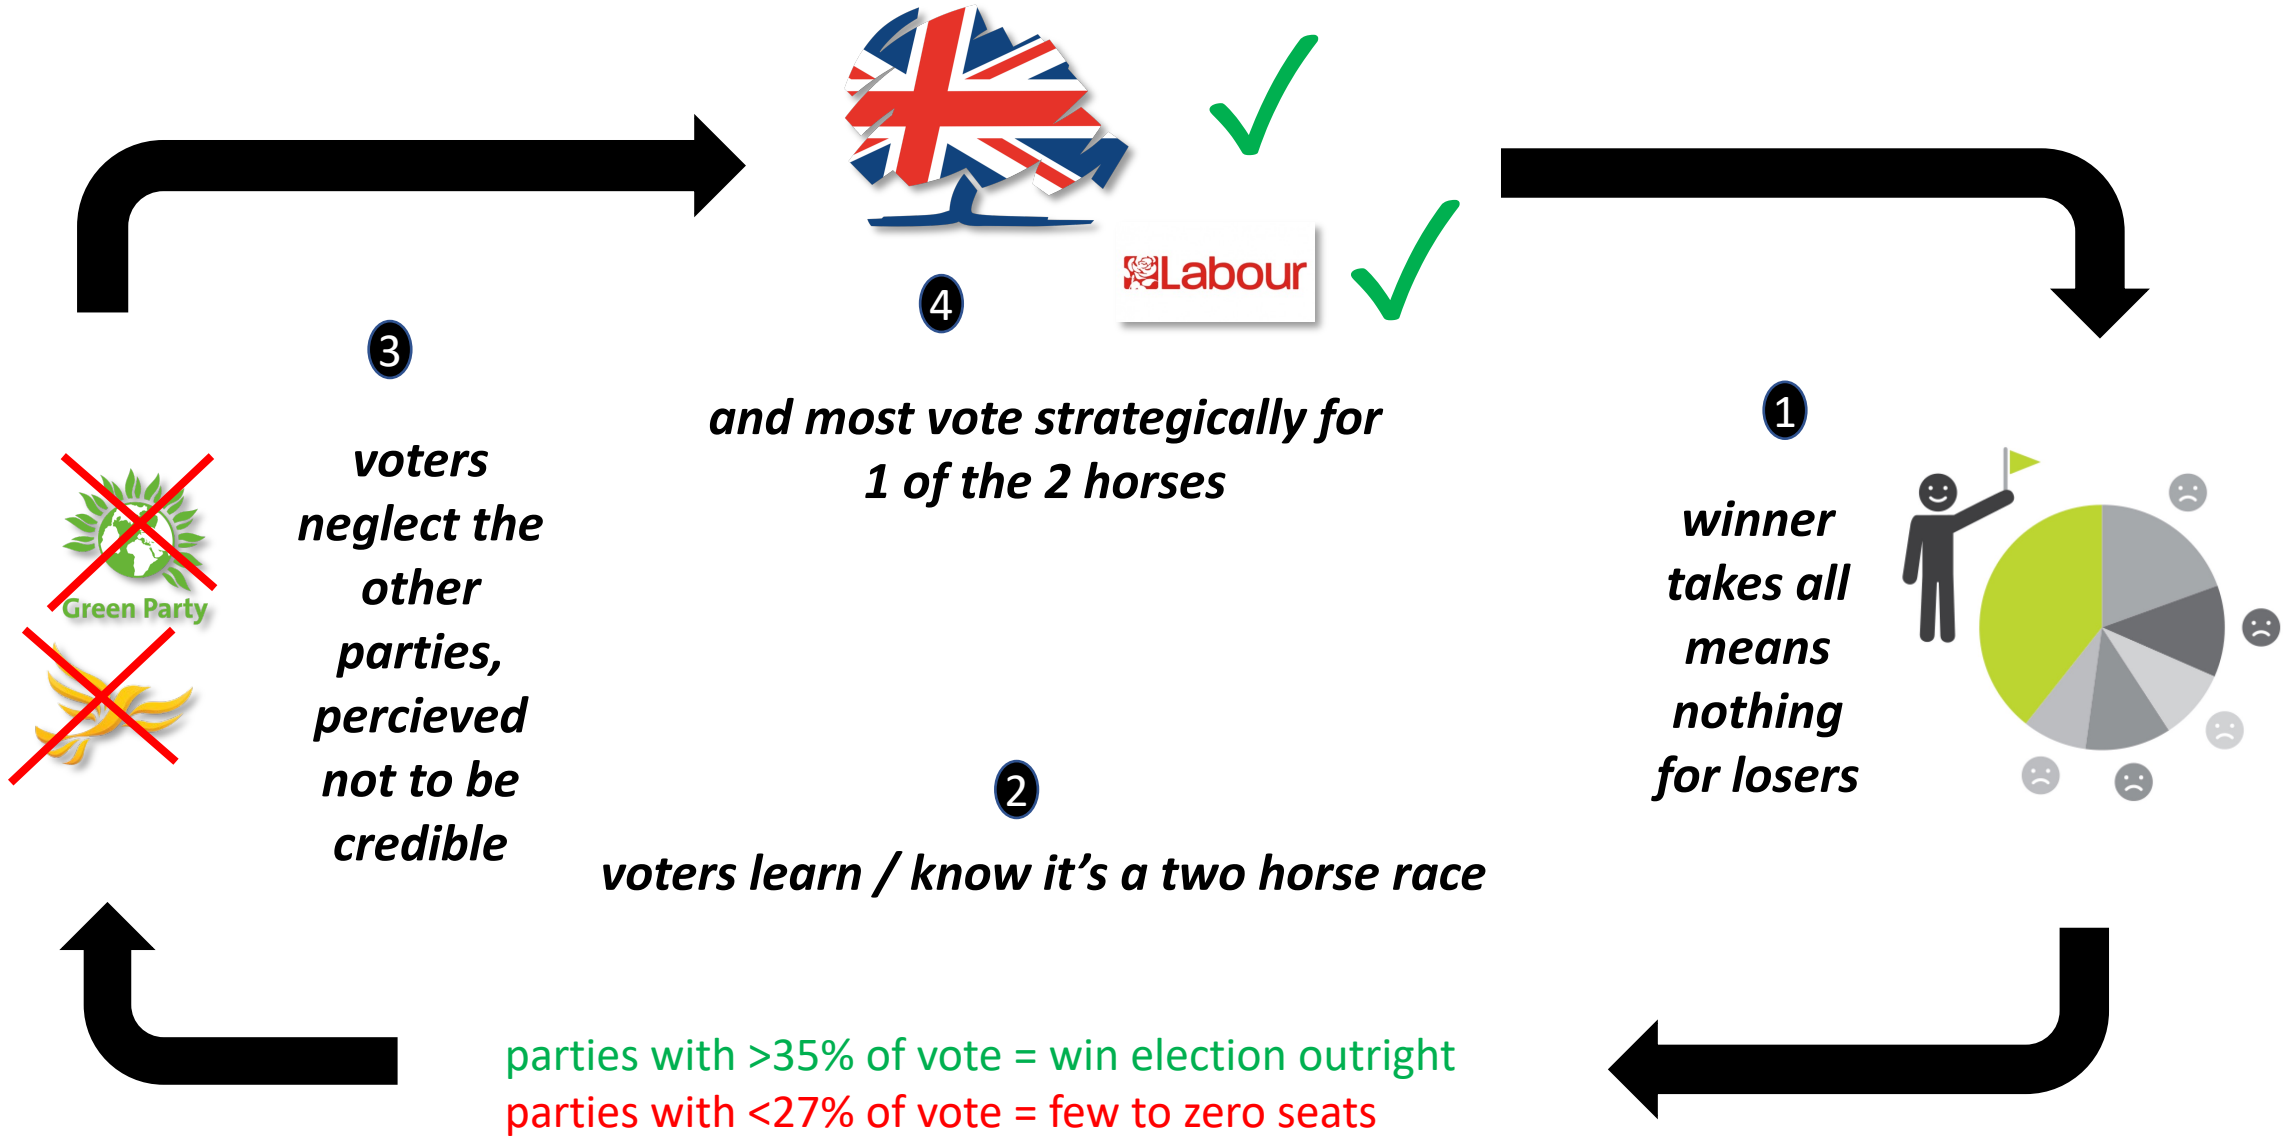 Labour
4
and most vote strategically for
1 of the 2 horses
1
winner
takes all
means
nothing
for losers
2
voters learn / know it's a two horse race
parties with >35% of vote = win election outright
parties with <27% of vote = few to zero seats
3
voters
neglect the
other
parties,
percieved
not to be
credible
Green Party